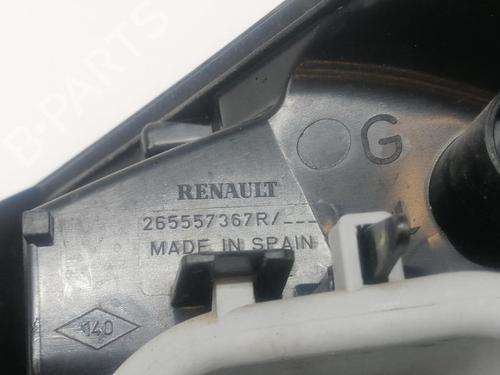 B-PARTS
G
RENAULT
265557367R/---
MADE IN SPAIN
140